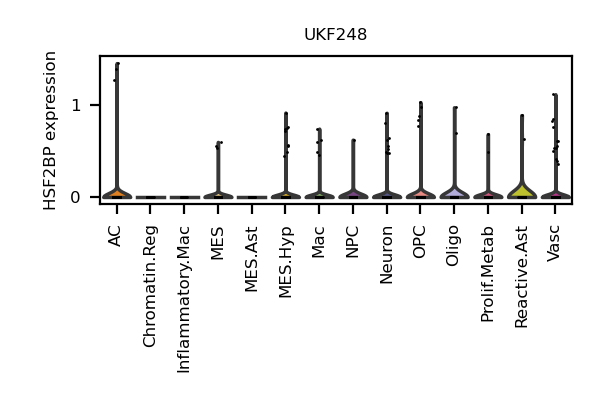 UKF248
HSF2BP expression
1
0
AC
Chromatin.Reg
Inflammatory.Mac
MES
MES.Ast
MES.Hyp
Mac
NPC
Neuron
OPC
Oligo
Prolif.Metab
Reactive.Ast
Vasc